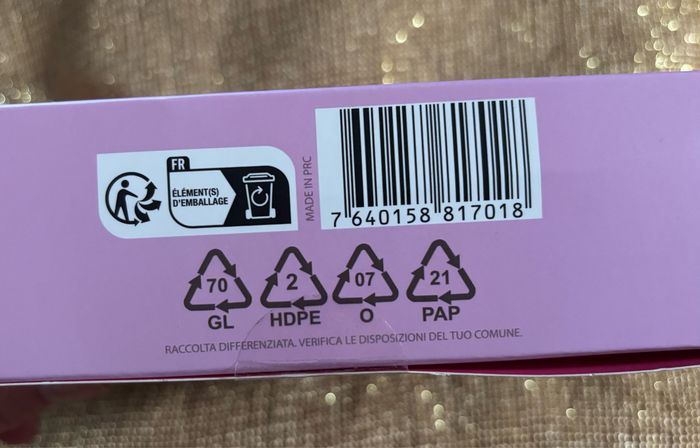 FR
ÉLÉMENT(S)
D'EMBALLAGE
MADE IN PRC
7 640158 817018
70
GL
2
HDPE
07
O
21
PAP
RACCOLTA DIFFERENZIATA. VERIFICA LE DISPOSIZIONI DEL TUO COMUNE.